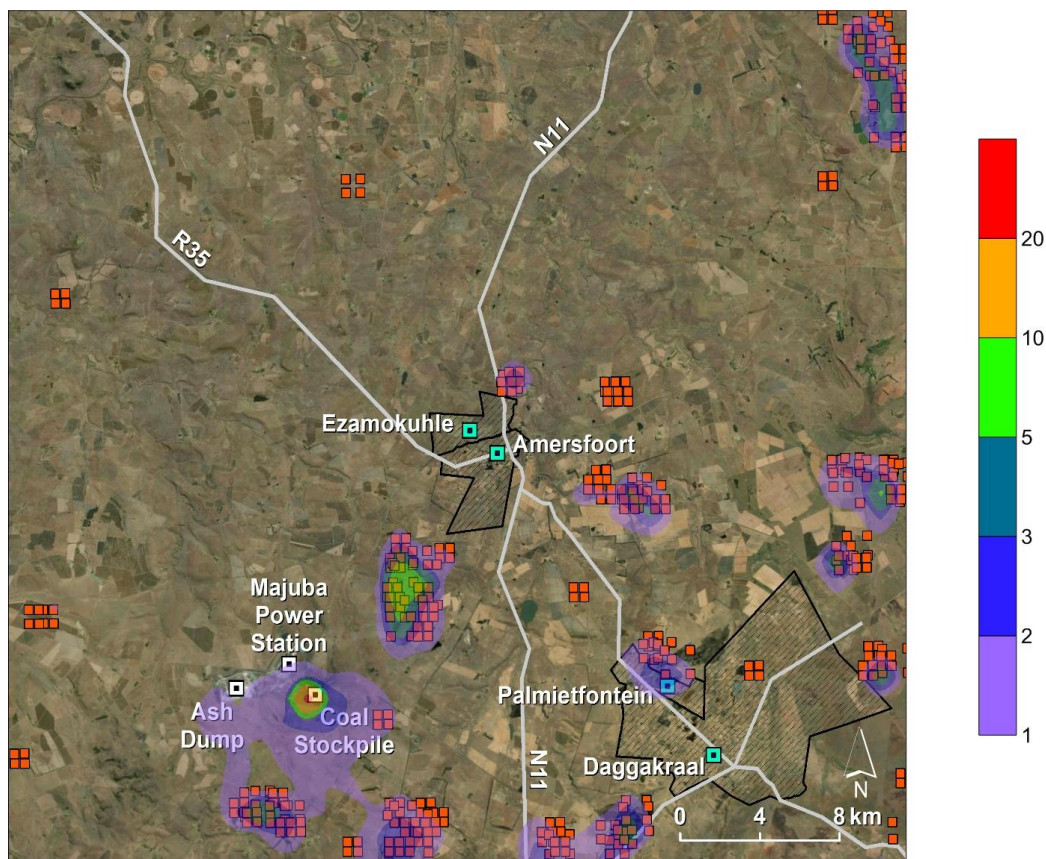 N11
R35
Ezamokuhle
Amersfoort
Majuba
Power
Station
Ash
Dump
Coal
Stockpile
Palmietfontein
Daggakraal
N11
N
0 4 8 km
20
10
5
3
2
1